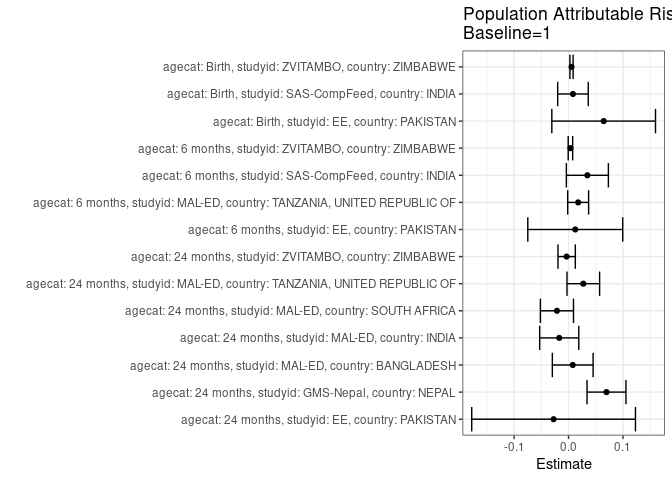 Population Attributable Ris
Baseline=1
agecat: Birth, studyid: ZVITAMBO, country: ZIMBABWE
agecat: Birth, studyid: SAS-CompFeed, country: INDIA
agecat: Birth, studyid: EE, country: PAKISTAN
agecat: 6 months, studyid: ZVITAMBO, country: ZIMBABWE
agecat: 6 months, studyid: SAS-CompFeed, country: INDIA
agecat: 6 months, studyid: MAL-ED, country: TANZANIA, UNITED REPUBLIC OF
agecat: 6 months, studyid: EE, country: PAKISTAN
agecat: 24 months, studyid: ZVITAMBO, country: ZIMBABWE
agecat: 24 months, studyid: MAL-ED, country: TANZANIA, UNITED REPUBLIC OF
agecat: 24 months, studyid: MAL-ED, country: SOUTH AFRICA
agecat: 24 months, studyid: MAL-ED, country: INDIA
agecat: 24 months, studyid: MAL-ED, country: BANGLADESH
agecat: 24 months, studyid: GMS-Nepal, country: NEPAL
agecat: 24 months, studyid: EE, country: PAKISTAN
-0.1 0.0 0.1
Estimate